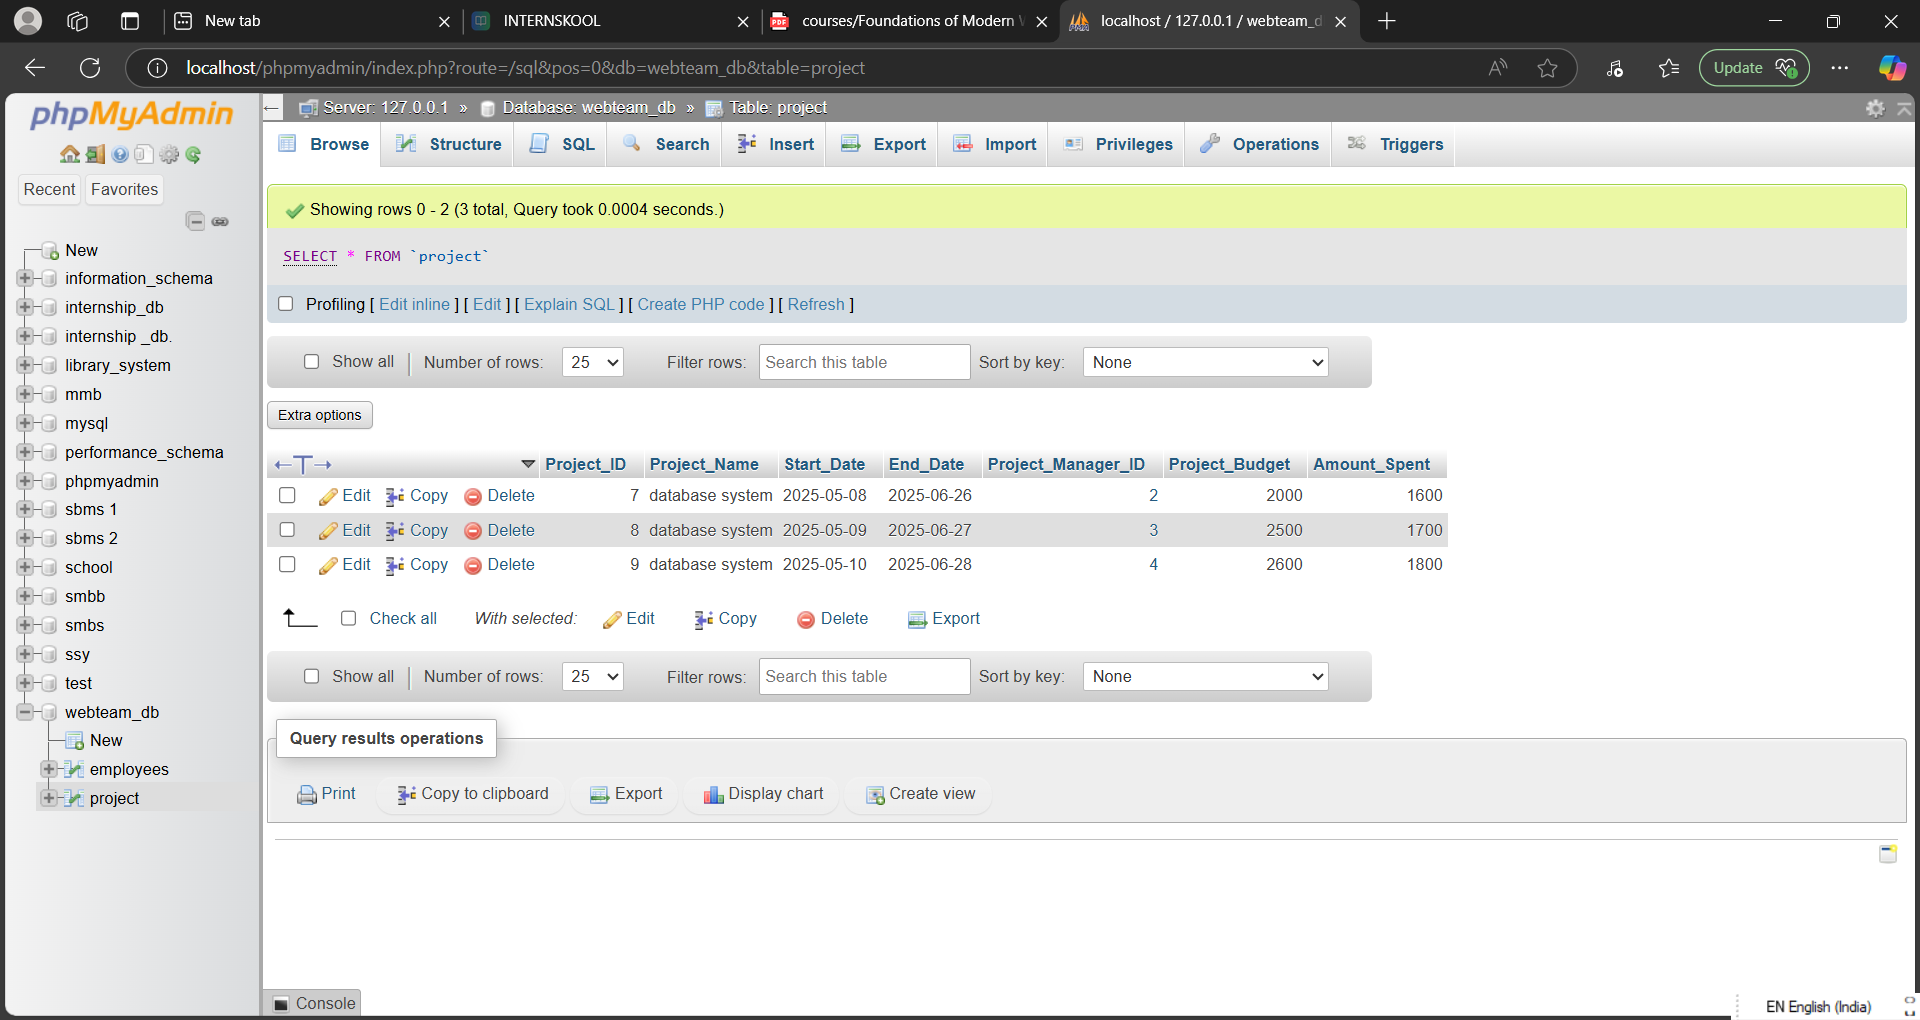 New tab
INTERNSKOOL
courses/Foundations of Modern
localhost / 127.0.0.1 / webteam_d
localhost/phpmyadmin/index.php?route=/sql&pos=0&db=webteam_db&table=project
Update
phpMyAdmin
Recent Favorites
New
information_schema
internship_db
internship _db.
library_system
mmb
mysql
performance_schema
phpmyadmin
sbms 1
sbms 2
school
smbb
smbs
ssy
test
webteam_db
New
employees
project
Server: 127.0.0.1 » Database: webteam_db » Table: project
Browse Structure SQL Search Insert Export Import Privileges Operations Triggers
Showing rows 0 - 2 (3 total, Query took 0.0004 seconds.)
SELECT * FROM `project`
Profiling [ Edit inline ] [ Edit ] [ Explain SQL ] [ Create PHP code ] [ Refresh ]
Show all Number of rows: 25 Filter rows: Search this table Sort by key: None
Extra options
←T→ Project_ID Project_Name Start_Date End_Date Project_Manager_ID Project_Budget Amount_Spent
Edit Copy Delete 7 database system 2025-05-08 2025-06-26 2 2000 1600
Edit Copy Delete 8 database system 2025-05-09 2025-06-27 3 2500 1700
Edit Copy Delete 9 database system 2025-05-10 2025-06-28 4 2600 1800
Check all With selected: Edit Copy Delete Export
Show all Number of rows: 25 Filter rows: Search this table Sort by key: None
Query results operations
Print Copy to clipboard Export Display chart Create view
Console
EN English (India)